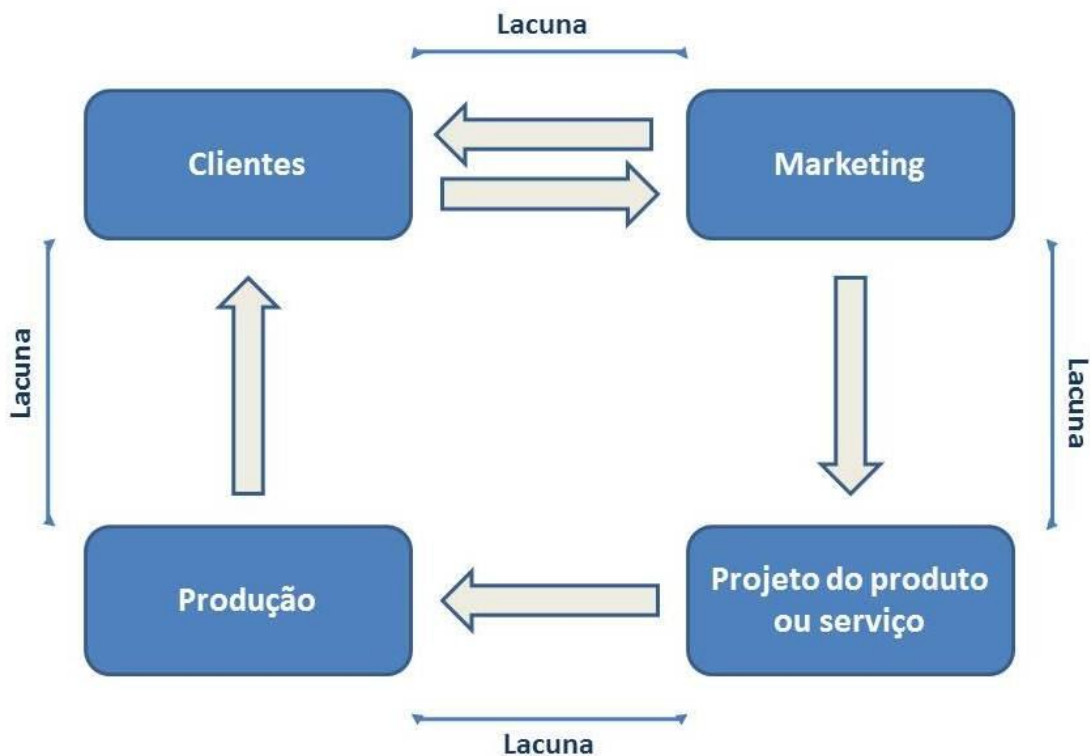 Lacuna
Clientes
Marketing
Lacuna
Lacuna
Produção
Projeto do produto
ou serviço
Lacuna